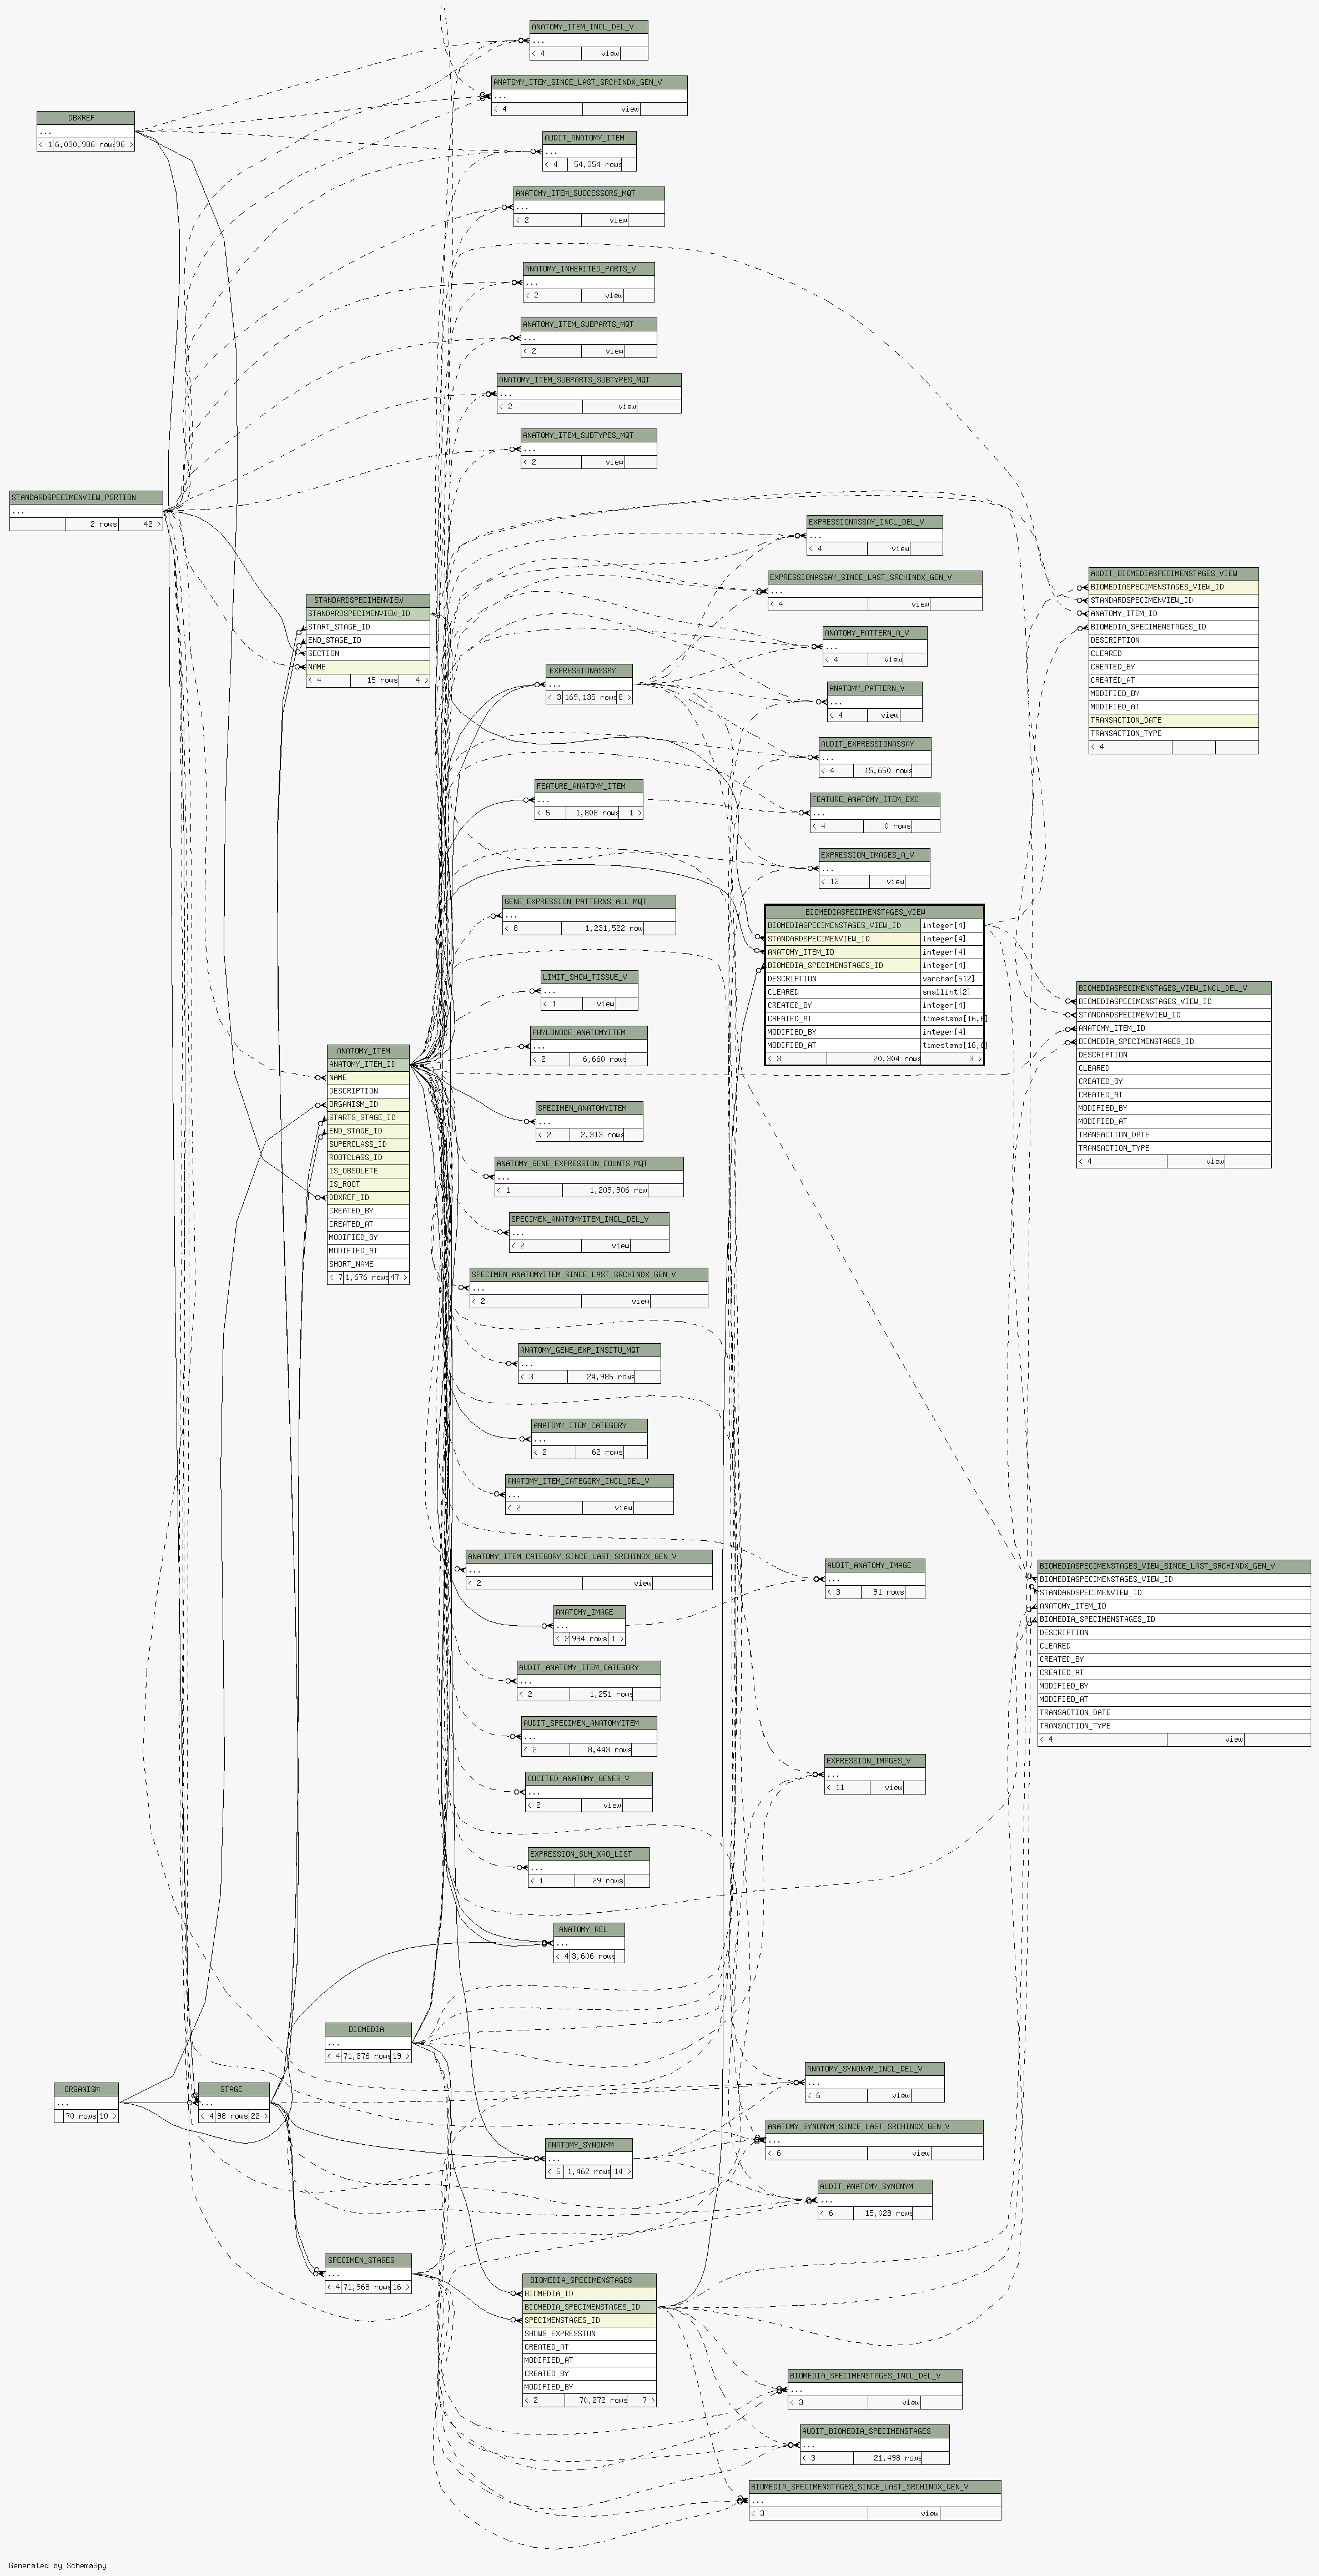 ANATOMY_ITEM_INCL_DEL_V
...
< 4 view
ANATOMY_ITEM_SINCE_LAST_SRCHINDX_GEN_V
...
< 4 view
DBXREF
...
< 1 6,090,986 rows 96 >
AUDIT_ANATOMY_ITEM
...
< 4 54,354 rows
ANATOMY_ITEM_SUCCESSORS_MQT
...
< 2 view
ANATOMY_INHERITED_PARTS_V
...
< 2 view
ANATOMY_ITEM_SUBPARTS_MQT
...
< 2 view
ANATOMY_ITEM_SUBPARTS_SUBTYPES_MQT
...
< 2 view
ANATOMY_ITEM_SUBTYPES_MQT
...
< 2 view
STANDARDSPECIMENVIEW_PORTION
...
2 rows 42 >
EXPRESSIONASSAY_INCL_DEL_V
...
< 4 view
EXPRESSIONASSAY_SINCE_LAST_SRCHINDX_GEN_V
...
< 4 view
AUDIT_BIOMEDIASPECIMENSTAGES_VIEW
BIOMEDIASPECIMENSTAGES_VIEW_ID
STANDARDSPECIMENVIEW_ID
ANATOMY_ITEM_ID
BIOMEDIA_SPECIMENSTAGES_ID
DESCRIPTION
CLEARED
CREATED_BY
CREATED_AT
MODIFIED_BY
MODIFIED_AT
TRANSACTION_DATE
TRANSACTION_TYPE
< 4
STANDARDSPECIMENVIEW
STANDARDSPECIMENVIEW_ID
START_STAGE_ID
END_STAGE_ID
SECTION
NAME
< 4 15 rows 4 >
ANATOMY_PATTERN_A_V
...
< 4 view
EXPRESSIONASSAY
...
< 3 169,135 rows 8 >
ANATOMY_PATTERN_V
...
< 4 view
AUDIT_EXPRESSIONASSAY
...
< 4 15,650 rows
FEATURE_ANATOMY_ITEM
...
< 5 1,808 rows 1 >
FEATURE_ANATOMY_ITEM_EXC
...
< 4 0 rows
EXPRESSION_IMAGES_A_V
...
< 12 view
GENE_EXPRESSION_PATTERNS_ALL_MQT
...
< 8 1,231,522 row
BIOMEDIASPECIMENSTAGES_VIEW
BIOMEDIASPECIMENSTAGES_VIEW_ID integer[4]
STANDARDSPECIMENVIEW_ID integer[4]
ANATOMY_ITEM_ID integer[4]
BIOMEDIA_SPECIMENSTAGES_ID integer[4]
DESCRIPTION varchar[512]
CLEARED smallint[2]
CREATED_BY integer[4]
CREATED_AT timestamp[16,6]
MODIFIED_BY integer[4]
MODIFIED_AT timestamp[16,6]
< 3 20,304 rows 3 >
LIMIT_SHOW_TISSUE_V
...
< 1 view
BIOMEDIASPECIMENSTAGES_VIEW_INCL_DEL_V
BIOMEDIASPECIMENSTAGES_VIEW_ID
STANDARDSPECIMENVIEW_ID
ANATOMY_ITEM_ID
BIOMEDIA_SPECIMENSTAGES_ID
DESCRIPTION
CLEARED
CREATED_BY
CREATED_AT
MODIFIED_BY
MODIFIED_AT
TRANSACTION_DATE
TRANSACTION_TYPE
< 4 view
PHYLONODE_ANATOMYITEM
...
< 2 6,660 rows
ANATOMY_ITEM
ANATOMY_ITEM_ID
NAME
DESCRIPTION
ORGANISM_ID
STARTS_STAGE_ID
END_STAGE_ID
SUPERCLASS_ID
ROOTCLASS_ID
IS_OBSOLETE
IS_ROOT
DBXREF_ID
CREATED_BY
CREATED_AT
MODIFIED_BY
MODIFIED_AT
SHORT_NAME
< 7 1,676 rows 47 >
SPECIMEN_ANATOMYITEM
...
< 2 2,313 rows
ANATOMY_GENE_EXPRESSION_COUNTS_MQT
...
< 1 1,209,906 row
SPECIMEN_ANATOMYITEM_INCL_DEL_V
...
< 2 view
SPECIMEN_ANATOMYITEM_SINCE_LAST_SRCHINDX_GEN_V
...
< 2 view
ANATOMY_GENE_EXP_INSITU_MQT
...
< 3 24,985 rows
ANATOMY_ITEM_CATEGORY
...
< 2 62 rows
ANATOMY_ITEM_CATEGORY_INCL_DEL_V
...
< 2 view
ANATOMY_ITEM_CATEGORY_SINCE_LAST_SRCHINDX_GEN_V
...
< 2 view
AUDIT_ANATOMY_IMAGE
...
< 3 91 rows
BIOMEDIASPECIMENSTAGES_VIEW_SINCE_LAST_SRCHINDX_GEN_V
BIOMEDIASPECIMENSTAGES_VIEW_ID
STANDARDSPECIMENVIEW_ID
ANATOMY_ITEM_ID
BIOMEDIA_SPECIMENSTAGES_ID
DESCRIPTION
CLEARED
CREATED_BY
CREATED_AT
MODIFIED_BY
MODIFIED_AT
TRANSACTION_DATE
TRANSACTION_TYPE
< 4 view
ANATOMY_IMAGE
...
< 2 994 rows 1 >
AUDIT_ANATOMY_ITEM_CATEGORY
...
< 2 1,251 rows
AUDIT_SPECIMEN_ANATOMYITEM
...
< 2 8,443 rows
EXPRESSION_IMAGES_V
...
< 11 view
COCITED_ANATOMY_GENES_V
...
< 2 view
EXPRESSION_SUM_XAO_LIST
...
< 1 29 rows
ANATOMY_REL
...
< 4 3,606 rows
BIOMEDIA
...
< 4 71,376 rows 19 >
ANATOMY_SYNONYM_INCL_DEL_V
...
< 6 view
ORGANISM
...
70 rows 10 >
STAGE
...
< 4 98 rows 22 >
ANATOMY_SYNONYM_SINCE_LAST_SRCHINDX_GEN_V
...
< 6 view
ANATOMY_SYNONYM
...
< 5 1,462 rows 14 >
AUDIT_ANATOMY_SYNONYM
...
< 6 15,028 rows
SPECIMEN_STAGES
...
< 4 71,968 rows 16 >
BIOMEDIA_SPECIMENSTAGES
BIOMEDIA_ID
BIOMEDIA_SPECIMENSTAGES_ID
SPECIMENSTAGES_ID
SHOWS_EXPRESSION
CREATED_AT
MODIFIED_AT
CREATED_BY
MODIFIED_BY
< 2 70,272 rows 7 >
BIOMEDIA_SPECIMENSTAGES_INCL_DEL_V
...
< 3 view
AUDIT_BIOMEDIA_SPECIMENSTAGES
...
< 3 21,498 rows
BIOMEDIA_SPECIMENSTAGES_SINCE_LAST_SRCHINDX_GEN_V
...
< 3 view
Generated by SchemaSpy